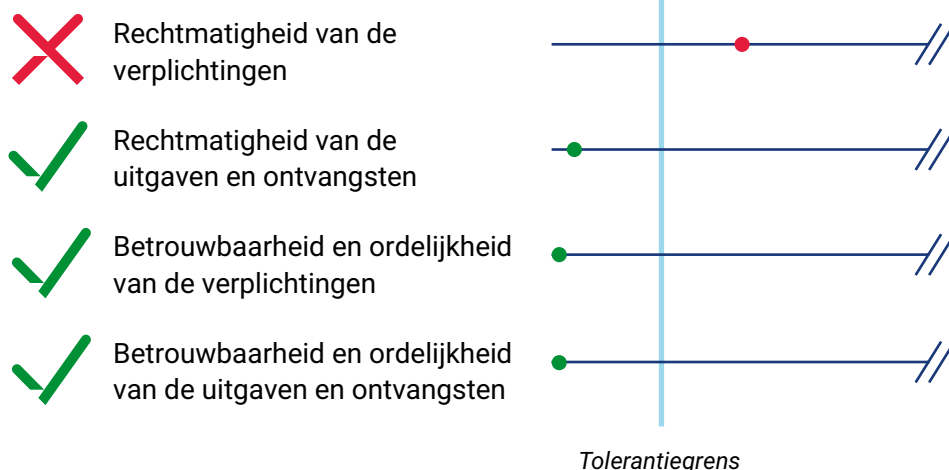 Rechtmatigheid van de
verplichtingen
Rechtmatigheid van de
uitgaven en ontvangsten
Betrouwbaarheid en ordelijkheid
van de verplichtingen
Betrouwbaarheid en ordelijkheid
van de uitgaven en ontvangsten
Tolerantiegrens